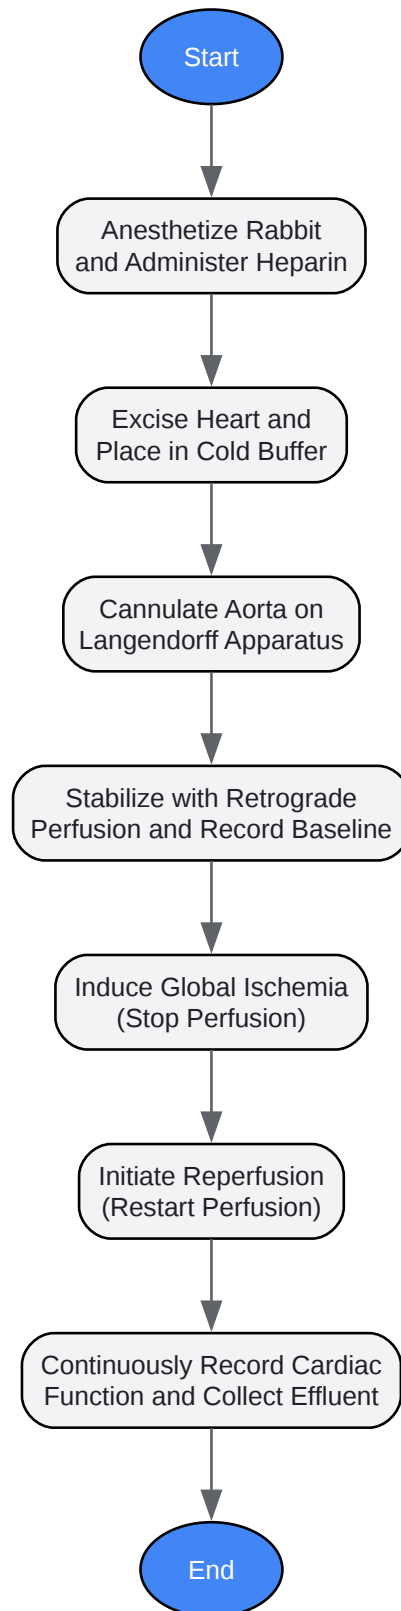 Start
Anesthetize Rabbit
and Administer Heparin
Excise Heart and
Place in Cold Buffer
Cannulate Aorta on
Langendorff Apparatus
Stabilize with Retrograde
Perfusion and Record Baseline
Induce Global Ischemia
(Stop Perfusion)
Initiate Reperfusion
(Restart Perfusion)
Continuously Record Cardiac
Function and Collect Effluent
End